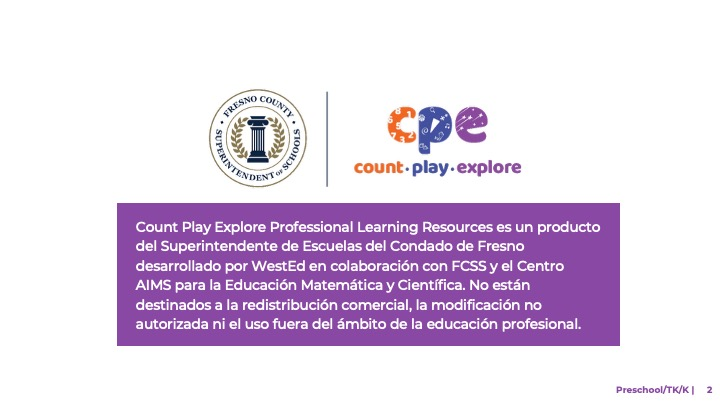 FRESNO COUNTY
SUPERINTENDENT OF SCHOOLS
cpe
count·play·explore
Count Play Explore Professional Learning Resources es un producto
del Superintendente de Escuelas del Condado de Fresno
desarrollado por WestEd en colaboración con FCSS y el Centro
AIMS para la Educación Matemática y Científica. No están
destinados a la redistribución comercial, la modificación no
autorizada ni el uso fuera del ámbito de la educación profesional.
Preschool/TK/K | 2